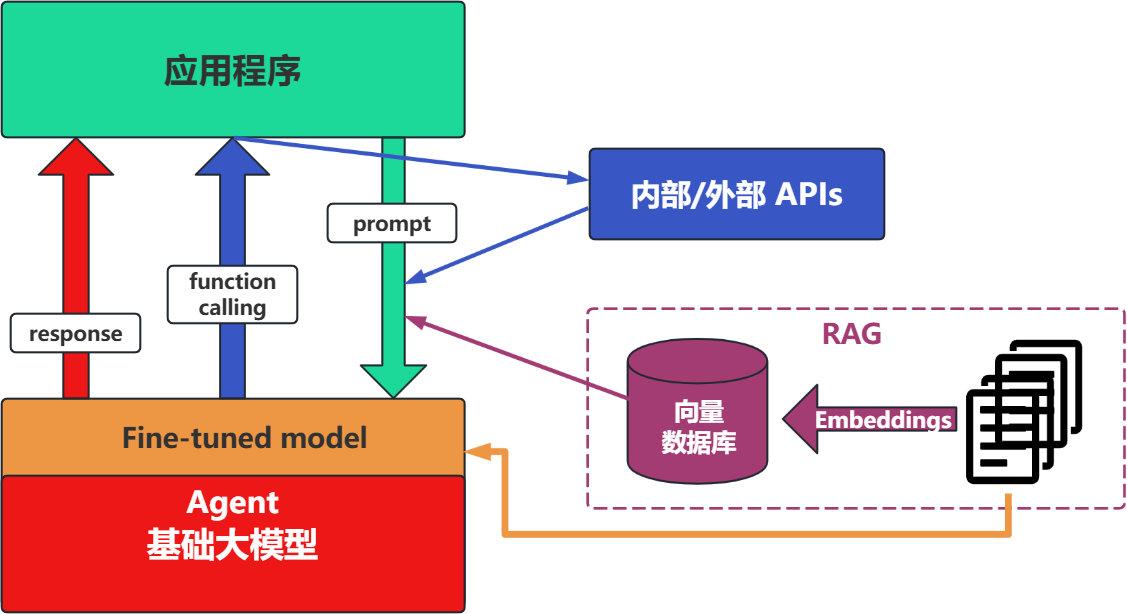 应用程序
内部/外部 APIs
prompt
function
calling
response
RAG
向量
数据库
Embeddings
Fine-tuned model
Agent
基础大模型